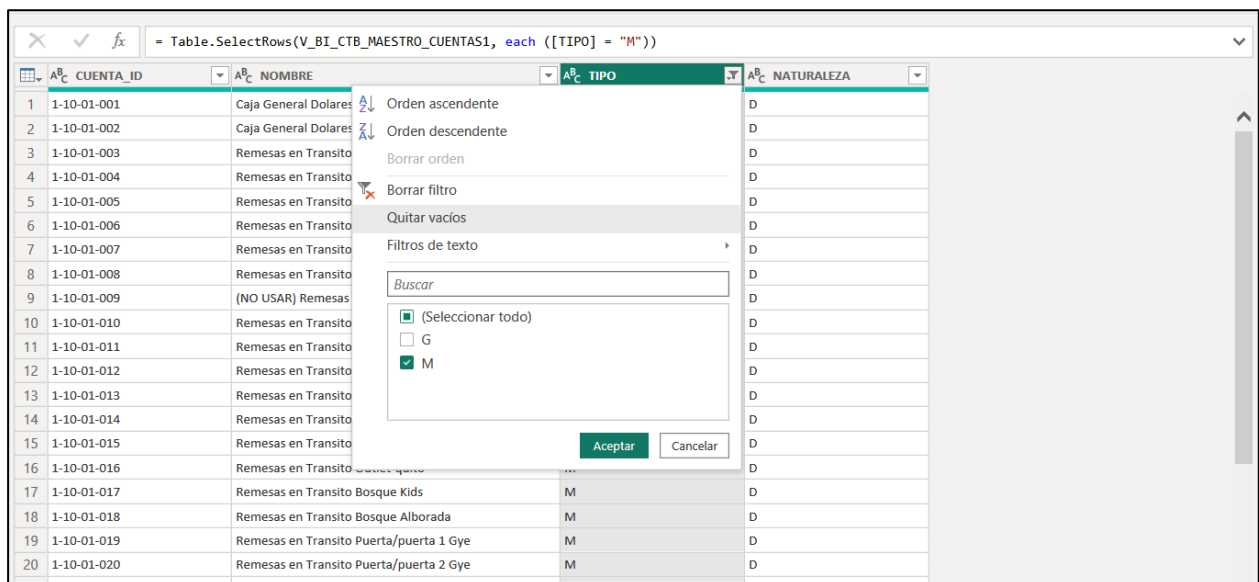 fx = Table.SelectRows(V_BI_CTB_MAESTRO_CUENTAS1, each ([TIPO] = "M"))
ABC CUENTA_ID ABC NOMBRE ABC TIPO ABC NATURALEZA
1 1-10-01-001 Caja General Dolares D
2 1-10-01-002 Caja General Dolares D
3 1-10-01-003 Remesas en Transito D
4 1-10-01-004 Remesas en Transito D
5 1-10-01-005 Remesas en Transito D
6 1-10-01-006 Remesas en Transito D
7 1-10-01-007 Remesas en Transito D
8 1-10-01-008 Remesas en Transito D
9 1-10-01-009 (NO USAR) Remesas D
10 1-10-01-010 Remesas en Transito D
11 1-10-01-011 Remesas en Transito D
12 1-10-01-012 Remesas en Transito D
13 1-10-01-013 Remesas en Transito D
14 1-10-01-014 Remesas en Transito D
15 1-10-01-015 Remesas en Transito D
16 1-10-01-016 Remesas en Transito D
17 1-10-01-017 Remesas en Transito Bosque Kids M D
18 1-10-01-018 Remesas en Transito Bosque Alborada M D
19 1-10-01-019 Remesas en Transito Puerta/puerta 1 Gye M D
20 1-10-01-020 Remesas en Transito Puerta/puerta 2 Gye M D
AZ Orden ascendente
ZA Orden descendente
Borrar orden
Borrar filtro
Quitar vacíos
Filtros de texto
Buscar
(Seleccionar todo)
G
M
Aceptar Cancelar